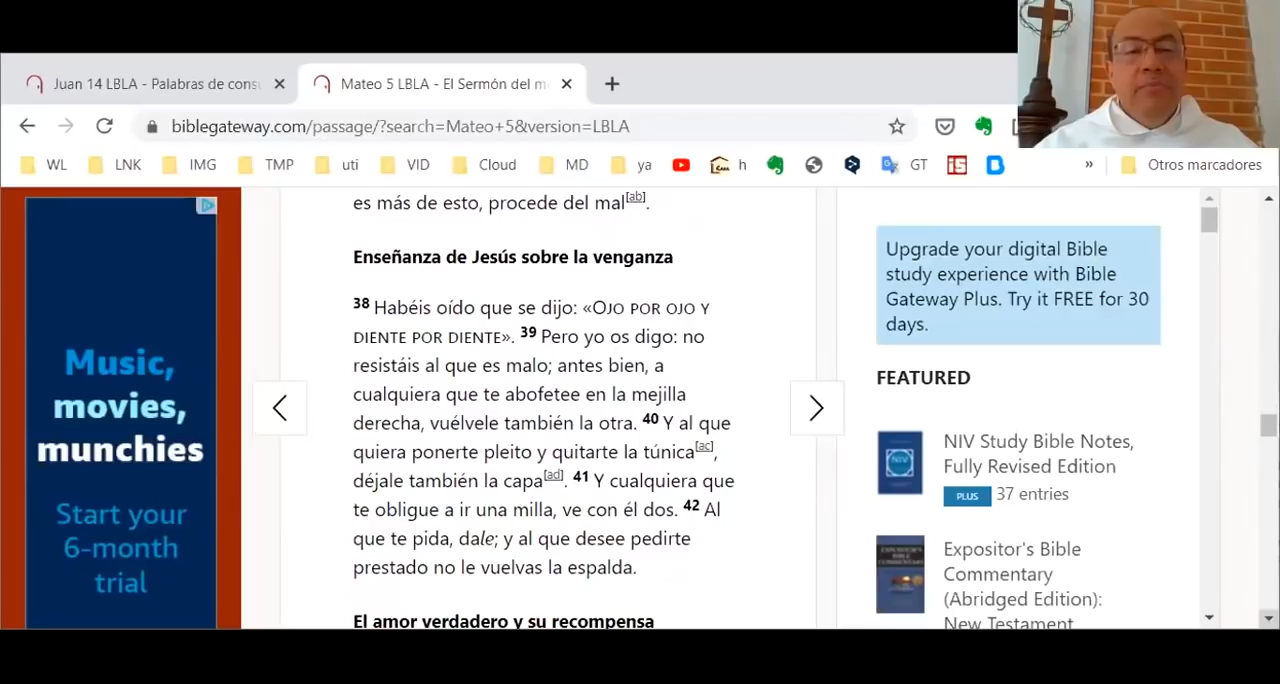 Juan 14 LBLA - Palabras de cons
Mateo 5 LBLA - El Sermón del m
biblegateway.com/passage/?search=Mateo+5&version=LBLA
WL LNK IMG TMP uti VID Cloud MD ya h GT » Otros marcadores
es más de esto, procede del mal[ab].
Enseñanza de Jesús sobre la venganza
38 Habéis oído que se dijo: «OJO POR OJO Y
DIENTE POR DIENTE». 39 Pero yo os digo: no
resistáis al que es malo; antes bien, a
cualquiera que te abofetee en la mejilla
derecha, vuélvele también la otra. 40 Y al que
quiera ponerte pleito y quitarte la túnica[ac],
déjale también la capa[ad]. 41 Y cualquiera que
te obligue a ir una milla, ve con él dos. 42 Al
que te pida, dale; y al que desee pedirte
prestado no le vuelvas la espalda.
El amor verdadero y su recompensa
Music,
movies,
munchies
Start your
6-month
trial
Upgrade your digital Bible
study experience with Bible
Gateway Plus. Try it FREE for 30
days.
FEATURED
NIV
NIV Study Bible Notes,
Fully Revised Edition
PLUS 37 entries
Expositor's Bible
Commentary
(Abridged Edition):
New Testament